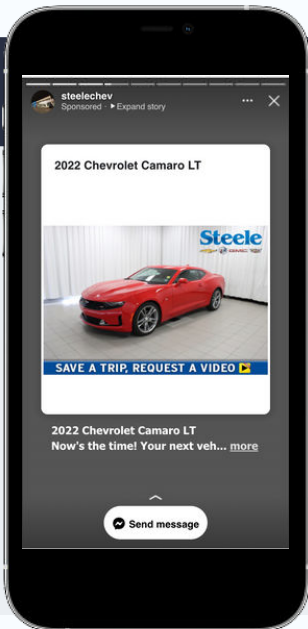 steelechev
Sponsored · ▶ Expand story
2022 Chevrolet Camaro LT
Steele
SAVE A TRIP, REQUEST A VIDEO
2022 Chevrolet Camaro LT
Now's the time! Your next veh... more
Send message